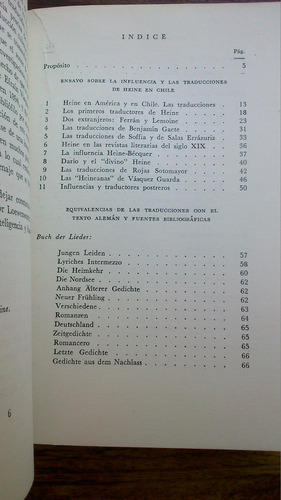 INDICE
Pág.
Propósito 5
ENSAYO SOBRE LA INFLUENCIA Y LAS TRADUCCIONES
DE HEINE EN CHILE
1 Heine en América y en Chile. Las traducciones 13
2 Los primeros traductores de Heine 18
3 Dos extranjeros: Ferrán y Lemoine 23
4 Las traducciones de Benjamín Gaete 31
5 Las traducciones de Soffia y de Salas Errázuriz 33
6 Heine en las revistas literarias del siglo XIX 36
7 La influencia Heine-Bécquer 37
8 Darío y el "divino" Heine 40
9 Las traducciones de Rojas Sotomayor 42
10 Las "Heineanas" de Vásquez Guarda 46
11 Influencias y traductores postreros 50
EQUIVALENCIAS DE LAS TRADUCCIONES CON EL
TEXTO ALEMÁN Y FUENTES BIBLIOGRÁFICAS
Buch der Lieder:
Jungen Leiden 57
Lyriches Intermezzo 58
Die Heimkehr 60
Die Nordsee 62
Anhang Älterer Gedichte 62
Neuer Frühling 62
Verschiedene 63
Romanzen 64
Deutschland 64
Zeitgedichte 64
Romancero 65
Letzte Gedichte 66
Gedichte aus dem Nachlass 66
6